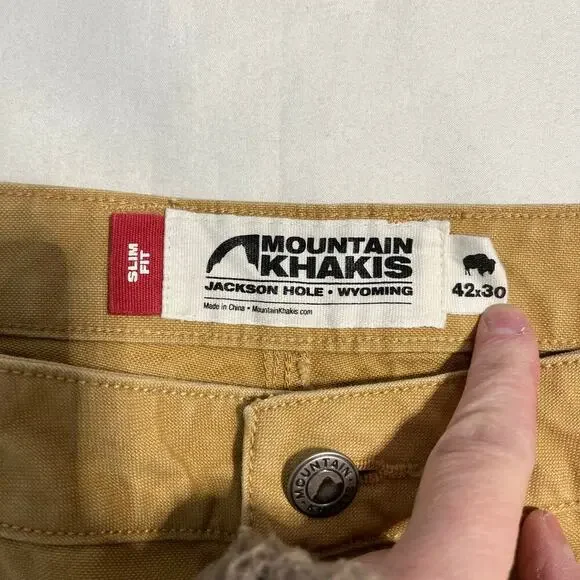 SLIM
FIT
MOUNTAIN
KHAKIS
JACKSON HOLE • WYOMING
Made in China • MountainKhakis.com
42x30
MOUNTAIN